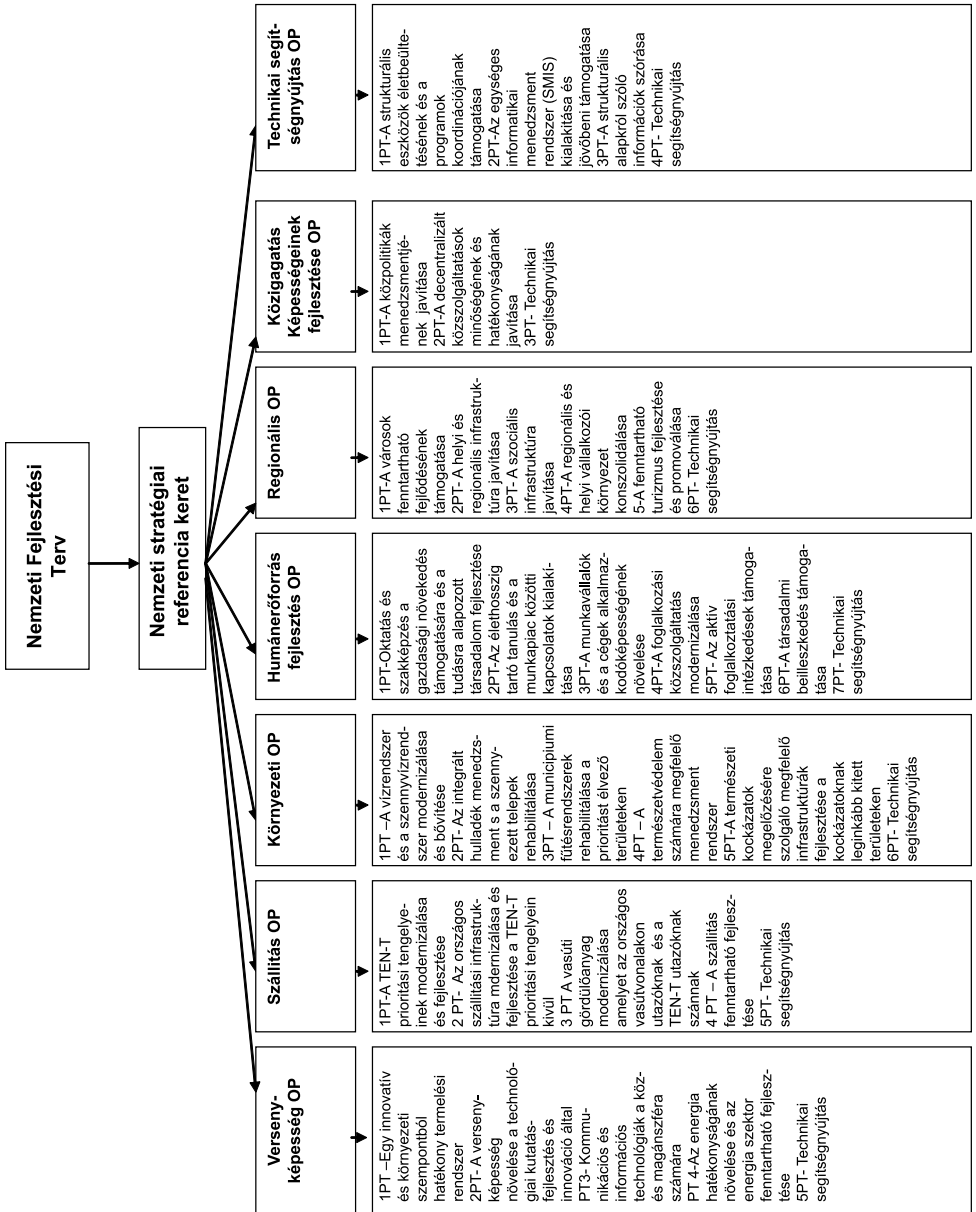 Nemzeti Fejlesztési
Terv
Nemzeti stratégiai
referencia keret
Verseny-
képesség OP
Szállítás OP
Környezeti OP
Humánerőforrás
fejlesztés OP
Regionális OP
Közigagatás
Képességeinek
fejlesztése OP
Technikai segít-
ségnyújtás OP
1PT –Egy innovatív
és környezeti
szempontból
hatékony termelési
rendszer
2PT- A verseny-
képesség
növelése a technoló-
giai kutatás-
fejlesztés és
innováció által
PT3- Kommu-
nikációs és
információs
technológiák a köz-
és magánszféra
számára
PT 4-Az energia
hatékonyságának
növelése és az
energia szektor
fenntartható fejlesz-
tése
5PT- Technikai
segítségnyújtás
1PT-A TEN-T
prioritási tengelye-
inek modernizálása
és fejlesztése
2 PT- Az országos
szállítási infrastruk-
túra mdernizálása és
fejlesztése a TEN-T
prioritási tengelyein
kívül
3 PT A vasúti
gördülőanyag
modernizálása
amelyet az országos
vasútvonalakon
utazóknak és a
TEN-T utazóknak
szánnak
4 PT – A szállítás
fenntartható fejlesz-
tése
5PT- Technikai
segítségnyújtás
1PT –A vízrendszer
és a szennyvízrend-
szer modernizálása
és bővítése
2PT- Az integrált
hulladék menedzs-
ment s a szenny-
ezett telepek
rehabilitálása
3PT – A municipiumi
fűtésrendszerek
rehabilitálása a
prioritást élvező
területeken
4PT – A
természetvédelem
számára megfelelő
menedzsment
rendszer
5PT-A természeti
kockázatok
megelőzésére
szolgáló megfelelő
infrastruktúrák
fejlesztése a
kockázatoknak
leginkább kitett
területeken
6PT- Technikai
segítségnyújtás
1PT-Oktatás és
szakképzés a
gazdasági növekedés
támogatására és a
tudásra alapozott
társadalom fejlesztése
2PT-Az élethosszig
tartó tanulás és a
munkapiac közötti
kapcsolatok kialakí-
tása
3PT-A munkavállalók
és a cégek alkalmaz-
kodóképességének
növelése
4PT-A foglalkozási
közszolgáltatás
modernizálása
5PT- Az aktív
foglalkoztatási
intézkedések támoga-
tása
6PT-A társadalmi
beilleszkedés támoga-
tása
7PT- Technikai
segítségnyújtás
1PT-A városok
fenntartható
fejlődésének
támogatása
2PT- A helyi és
regionális infrastruk-
túra javítása
3PT- A szociális
infrastruktúra
javítása
4PT-A regionális és
helyi vállalkozói
környezet
konszolidálása
5-A fenntartható
turizmus fejlesztése
és promoválása
6PT- Technikai
segítségnyújtás
1PT-A közpolitikák
menedzsmentjé-
nek javítása
2PT-A decentralizált
közszolgáltatások
minőségének és
hatékonyságának
javítása
3PT- Technikai
segítségnyújtás
1PT-A strukturális
eszközök életbeülte-
tésének és a
programok
koordinációjának
támogatása
2PT-Az egységes
informatikai
menedzsment
rendszer (SMIS)
kialakítása és
jövőbeni támogatása
3PT-A strukturális
alapkról szóló
információk szórása
4PT- Technikai
segítségnyújtás